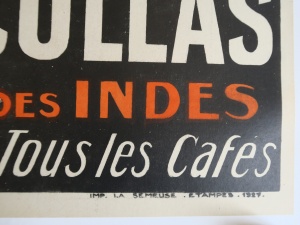 CULLAS
DES INDES
Tous les Cafés
IMP. LA SEMEUSE . ETAMPES . 1927.